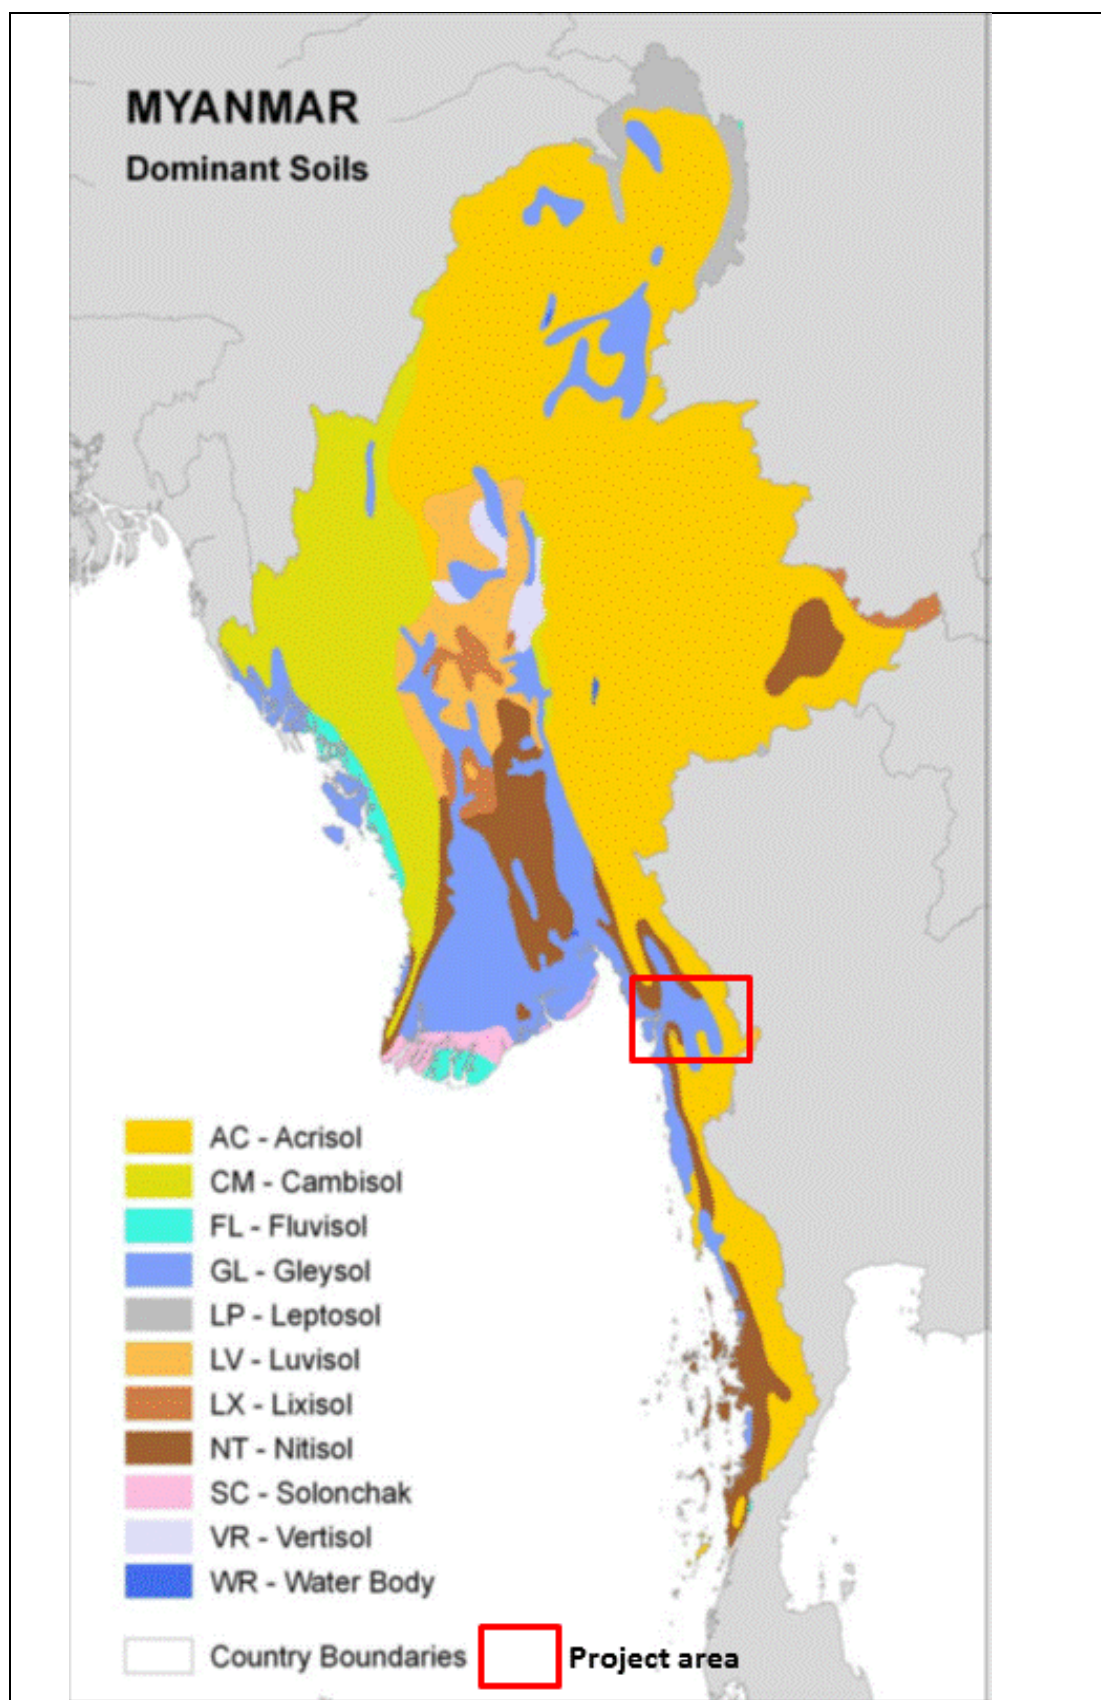 MYANMAR
Dominant Soils
AC - Acrisol
CM - Cambisol
FL - Fluvisol
GL - Gleysol
LP - Leptosol
LV - Luvisol
LX - Lixisol
NT - Nitisol
SC - Solonchak
VR - Vertisol
WR - Water Body
Country Boundaries
Project area